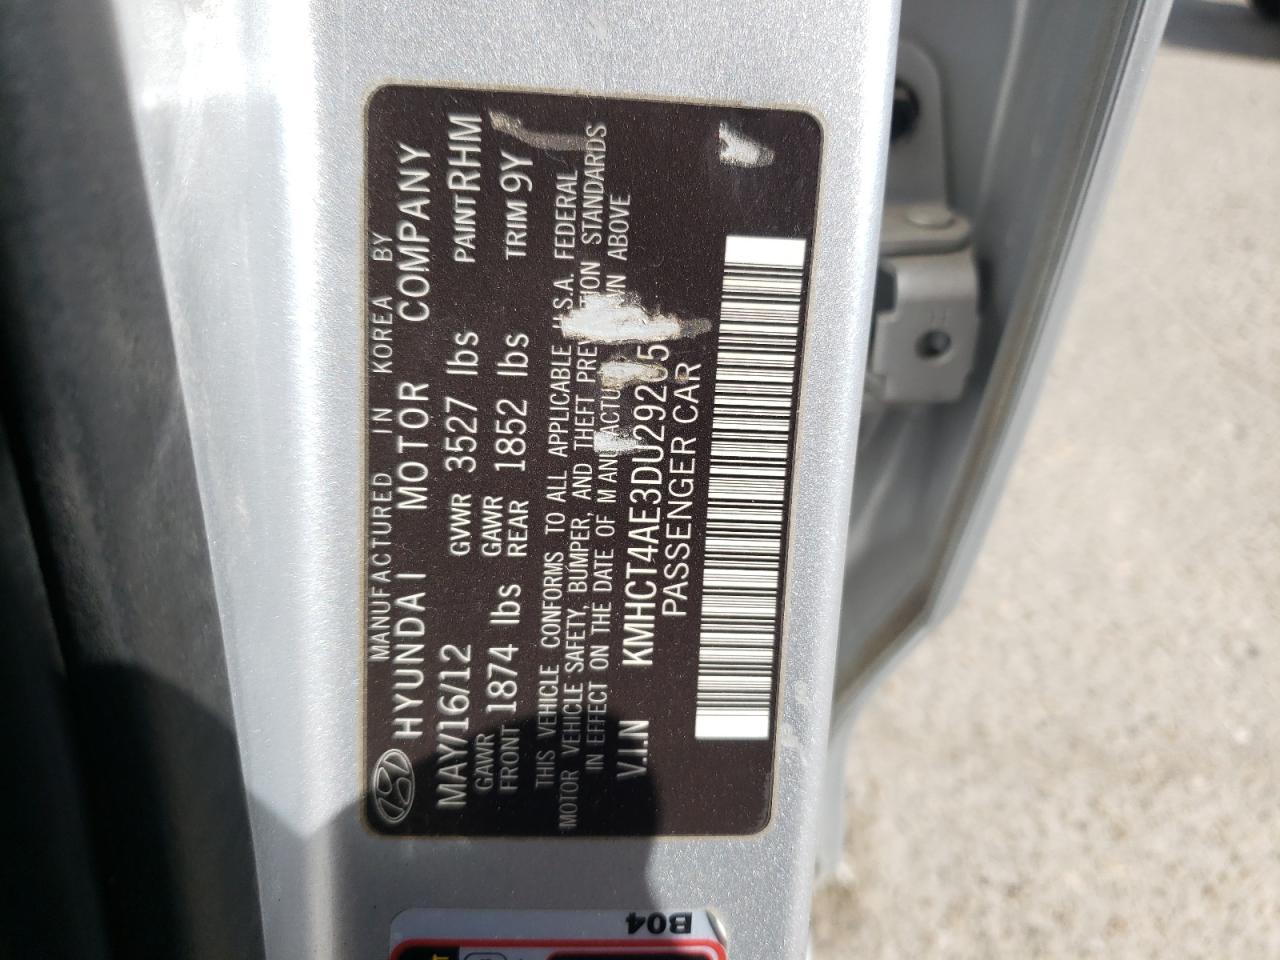 MANUFACTURED IN KOREA BY
HYUNDAI MOTOR COMPANY
MAY/16/12 GVWR 3527 lbs PAINT RHM
GAWR FRONT 1874 lbs GAWR REAR 1852 lbs TRIM 9Y
THIS VEHICLE CONFORMS TO ALL APPLICABLE U.S.A. FEDERAL
MOTOR VEHICLE SAFETY, BUMPER, AND THEFT PREVENTION STANDARDS
IN EFFECT ON THE DATE OF MANUFACTURE ABOVE
V.I.N
PASSENGER CAR
B04